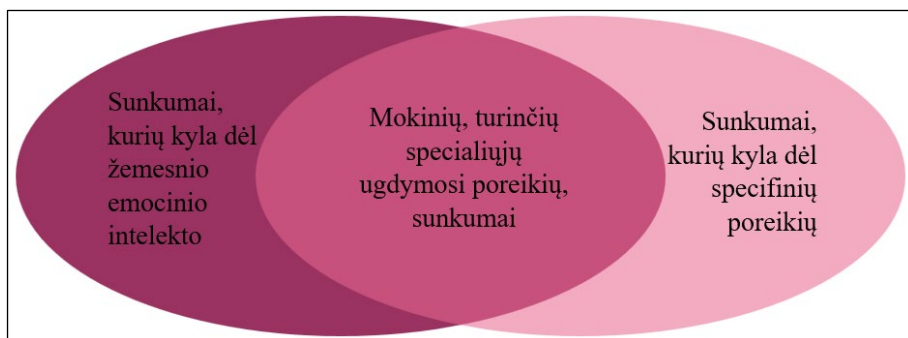 Sunkumai,
kurių kyla dėl
žemesnio
emocinio
intelekto
Mokinių, turinčių
specialiųjų
ugdymosi poreikių,
sunkumai
Sunkumai,
kurių kyla dėl
specifinių
poreikių